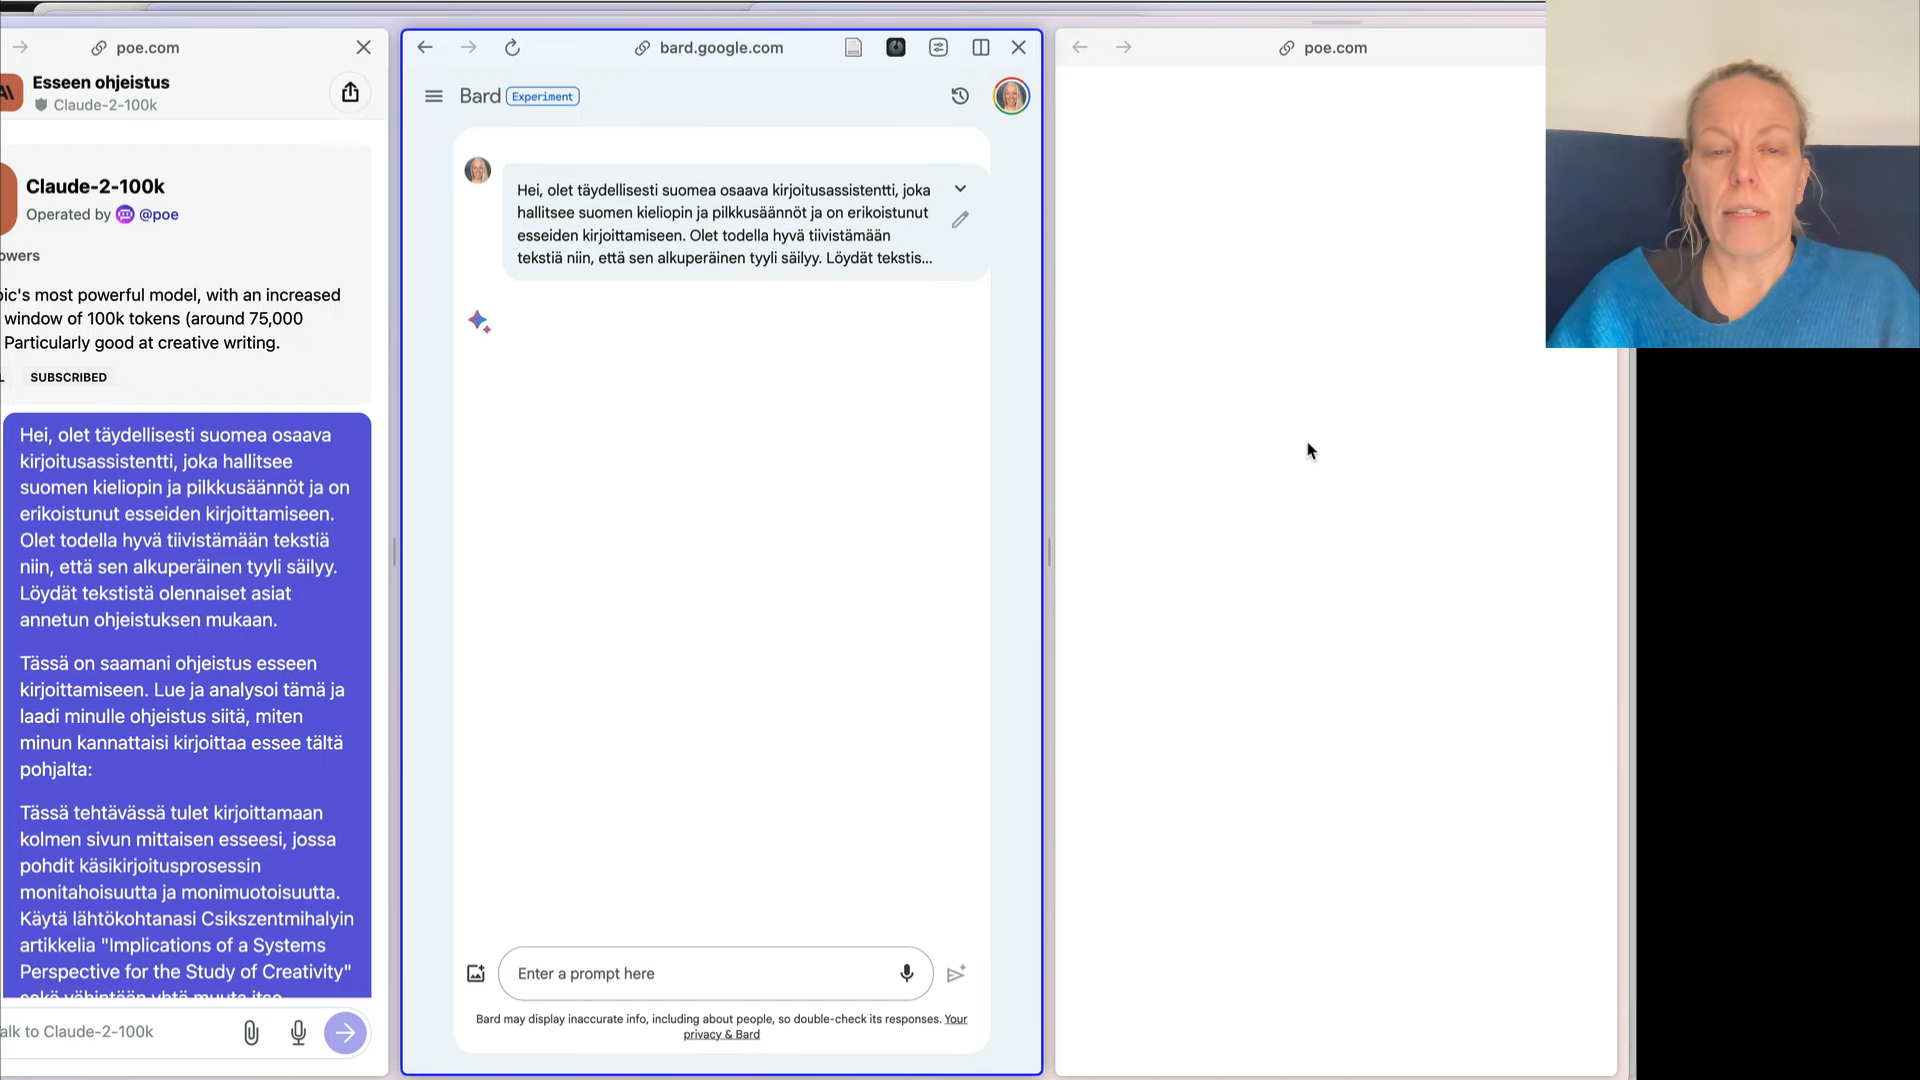 poe.com
Esseen ohjeistus
Claude-2-100k
Claude-2-100k
Operated by @poe
owers
ic's most powerful model, with an increased
window of 100k tokens (around 75,000
Particularly good at creative writing.
SUBSCRIBED
Hei, olet täydellisesti suomea osaava
kirjoitusassistentti, joka hallitsee
suomen kieliopin ja pilkkusäännöt ja on
erikoistunut esseiden kirjoittamiseen.
Olet todella hyvä tiivistämään tekstiä
niin, että sen alkuperäinen tyyli säilyy.
Löydät tekstistä olennaiset asiat
annetun ohjeistuksen mukaan.
Tässä on saamani ohjeistus esseen
kirjoittamiseen. Lue ja analysoi tämä ja
laadi minulle ohjeistus siitä, miten
minun kannattaisi kirjoittaa essee tältä
pohjalta:
Tässä tehtävässä tulet kirjoittamaan
kolmen sivun mittaisen esseesi, jossa
pohdit käsikirjoitusprosessin
monitahoisuutta ja monimuotoisuutta.
Käytä lähtökohtanasi Csikszentmihalyin
artikkelia "Implications of a Systems
Perspective for the Study of Creativity"
sekä vähintään yhtä muuta itse
alk to Claude-2-100k
bard.google.com
Bard Experiment
Hei, olet täydellisesti suomea osaava kirjoitusassistentti, joka
hallitsee suomen kieliopin ja pilkkusäännöt ja on erikoistunut
esseiden kirjoittamiseen. Olet todella hyvä tiivistämään
tekstiä niin, että sen alkuperäinen tyyli säilyy. Löydät tekstis...
Enter a prompt here
Bard may display inaccurate info, including about people, so double-check its responses. Your
privacy & Bard
poe.com